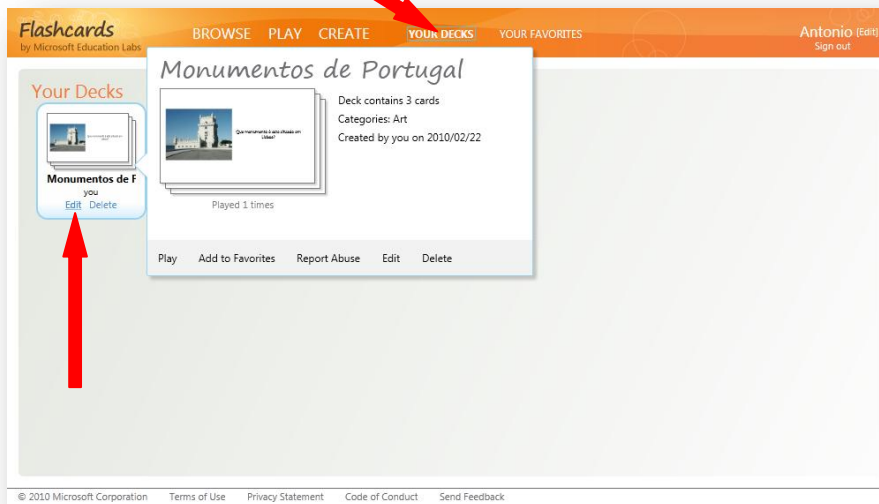 Flashcards
by Microsoft Education Labs
BROWSE PLAY CREATE YOUR DECKS YOUR FAVORITES
Antonio [Edit]
Sign out
Your Decks
Monumentos de P
you
Edit Delete
Monumentos de Portugal
Deck contains 3 cards
Categories: Art
Created by you on 2010/02/22
Played 1 times
Play Add to Favorites Report Abuse Edit Delete
© 2010 Microsoft Corporation Terms of Use Privacy Statement Code of Conduct Send Feedback